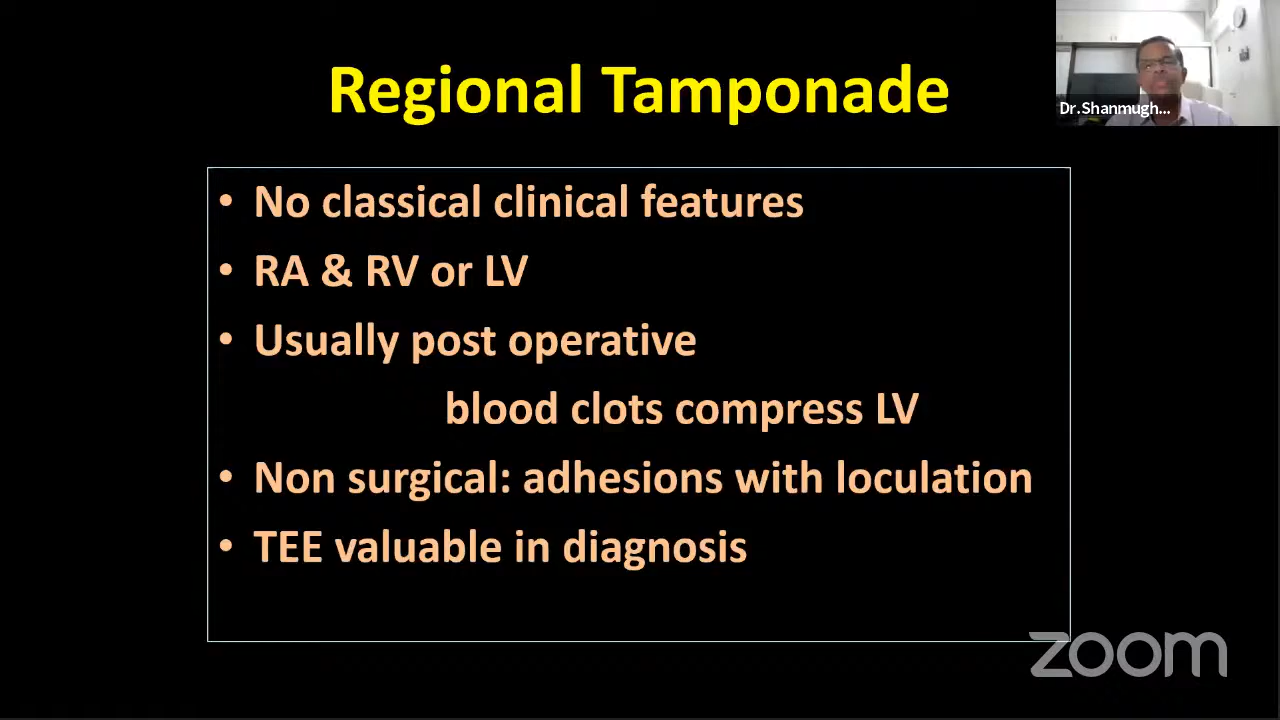 Regional Tamponade
Dr.Shanmugh...
• No classical clinical features
• RA & RV or LV
• Usually post operative
blood clots compress LV
• Non surgical: adhesions with loculation
• TEE valuable in diagnosis
zoom